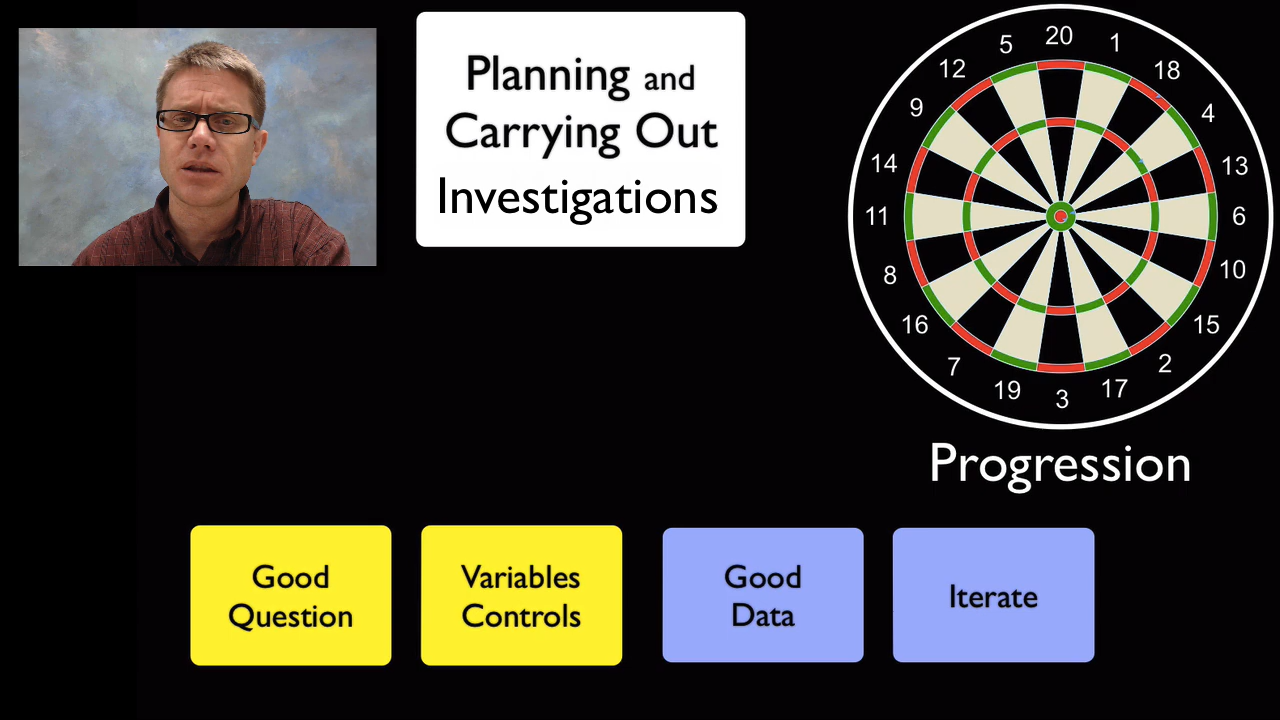 Planning and
Carrying Out
Investigations
20
1
18
4
13
6
10
15
2
17
3
19
7
16
8
11
14
9
12
5
Progression
Good
Question
Variables
Controls
Good
Data
Iterate